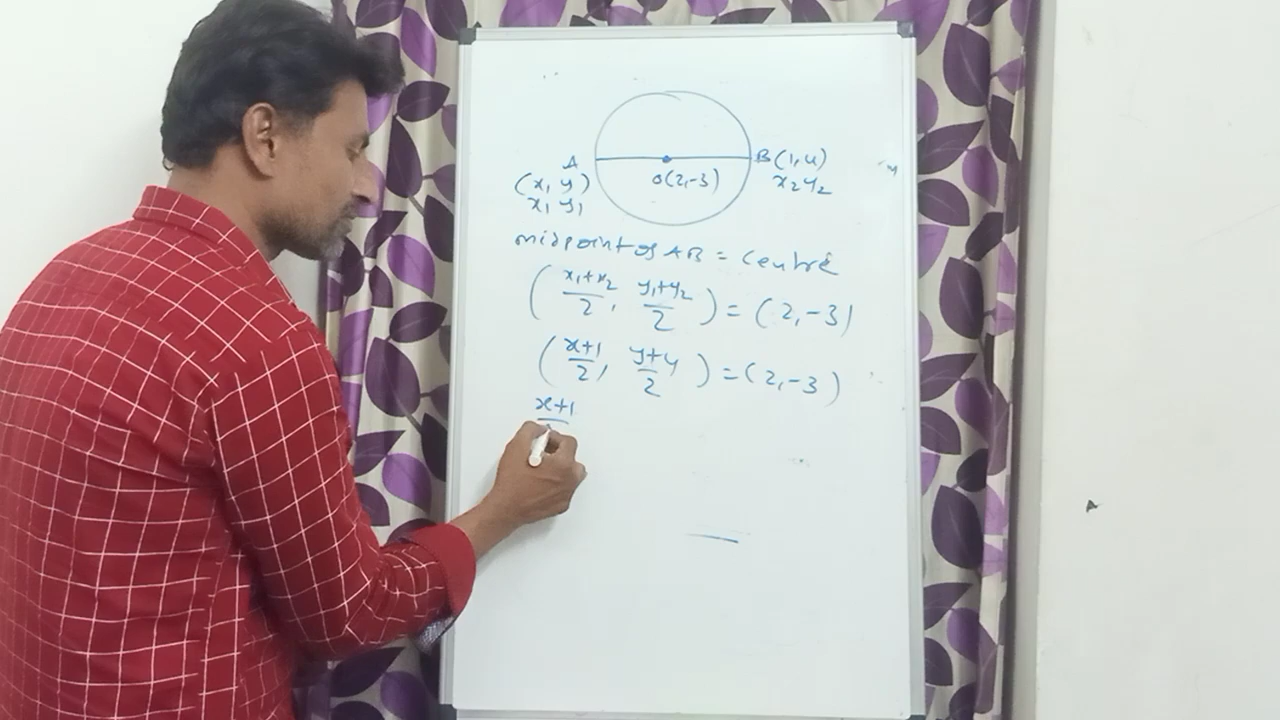 A
B(1,4)
(x, y)
O(2,-3)
x₂ y₂
x₁ y₁
midpoint of AB = Centre
(x₁+x₂/2, y₁+y₂/2) = (2,-3)
(x+1/2, y+4/2) = (2,-3)
x+1